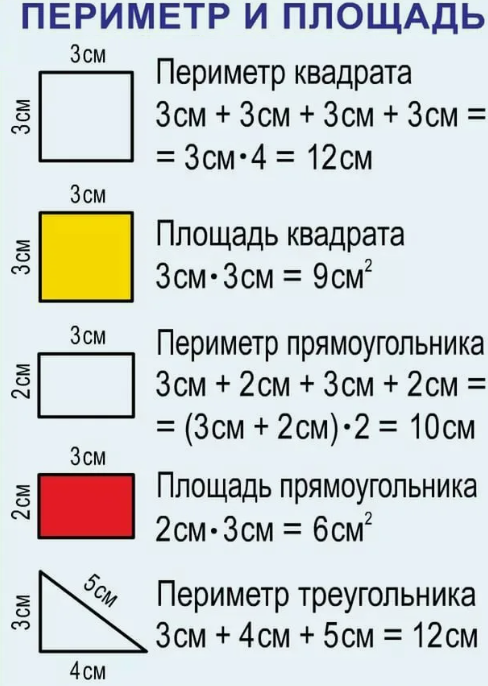 ПЕРИМЕТР И ПЛОЩАДЬ
3см
3см
Периметр квадрата
3см + 3см + 3см + 3см =
= 3см·4 = 12см
3см
3см
Площадь квадрата
3см·3см = 9см²
3см
2см
Периметр прямоугольника
3см + 2см + 3см + 2см =
= (3см + 2см)·2 = 10см
3см
2см
Площадь прямоугольника
2см·3см = 6см²
3см
5см
4см
Периметр треугольника
3см + 4см + 5см = 12см